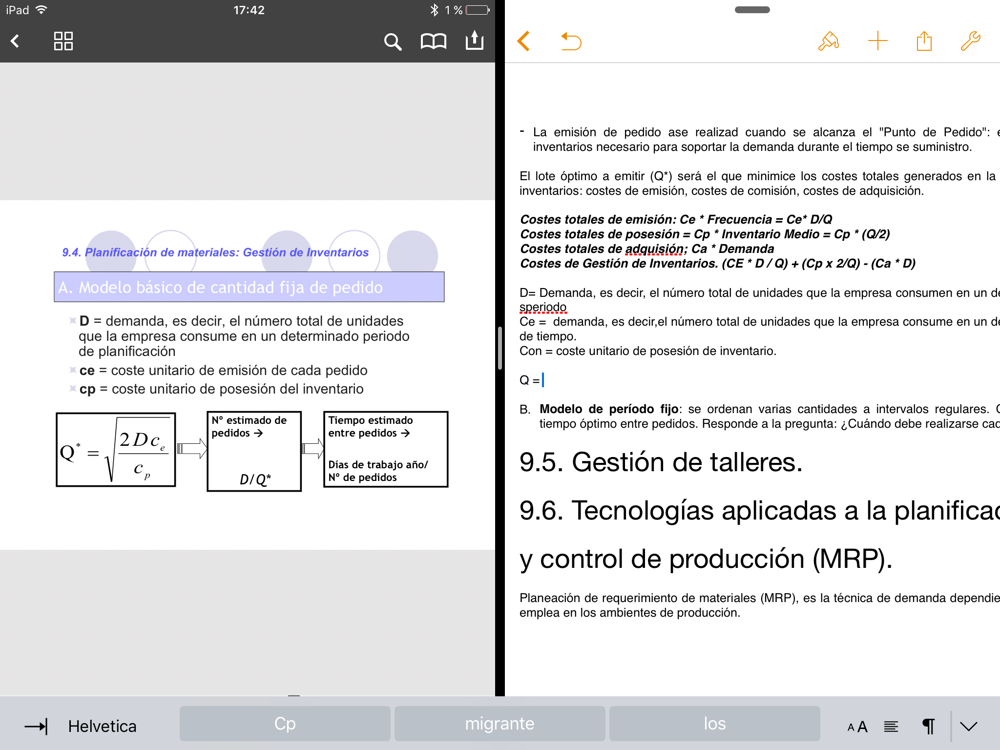 iPad 17:42 1 %
9.4. Planificación de materiales: Gestión de Inventarios
A. Modelo básico de cantidad fija de pedido
D = demanda, es decir, el número total de unidades
que la empresa consume en un determinado periodo
de planificación
ce = coste unitario de emisión de cada pedido
cp = coste unitario de posesión del inventario
Q* = √(2 D c_e / c_p)
Nº estimado de
pedidos →
D/Q*
Tiempo estimado
entre pedidos →
Días de trabajo año/
Nº de pedidos
- La emisión de pedido ase realizad cuando se alcanza el "Punto de Pedido":
inventarios necesario para soportar la demanda durante el tiempo se suministro.
El lote óptimo a emitir (Q*) será el que minimice los costes totales generados en la
inventarios: costes de emisión, costes de comisión, costes de adquisición.
Costes totales de emisión: Ce * Frecuencia = Ce* D/Q
Costes totales de posesión = Cp * Inventario Medio = Cp * (Q/2)
Costes totales de adquisión; Ca * Demanda
Costes de Gestión de Inventarios. (CE * D / Q) + (Cp x 2/Q) - (Ca * D)
D= Demanda, es decir, el número total de unidades que la empresa consumen en un de
speriodo
Ce = demanda, es decir,el número total de unidades que la empresa consume en un de
de tiempo.
Con = coste unitario de posesión de inventario.
Q =
B. Modelo de período fijo: se ordenan varias cantidades a intervalos regulares.
tiempo óptimo entre pedidos. Responde a la pregunta: ¿Cuándo debe realizarse cad
9.5. Gestión de talleres.
9.6. Tecnologías aplicadas a la planificac
y control de producción (MRP).
Planeación de requerimiento de materiales (MRP), es la técnica de demanda dependie
emplea en los ambientes de producción.
Helvetica Cp migrante los AA ¶